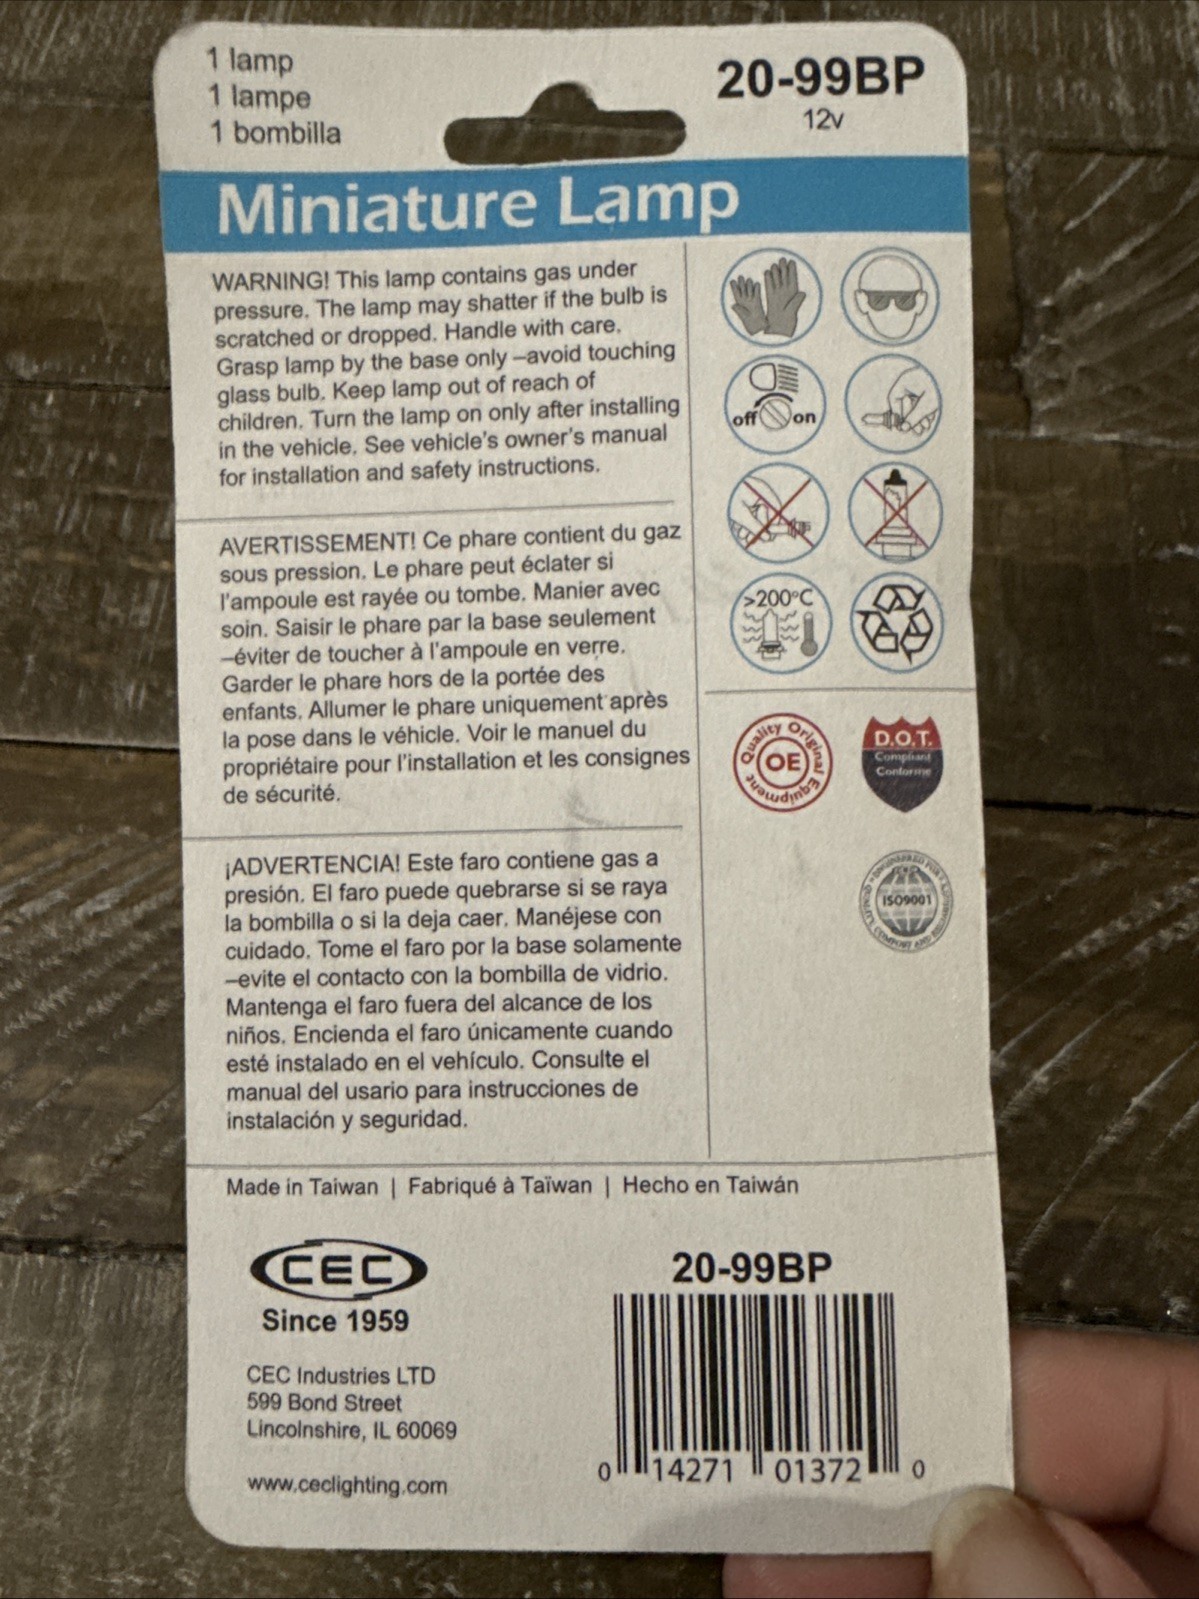 1 lamp
1 lampe
1 bombilla
20-99BP
12v
Miniature Lamp
WARNING! This lamp contains gas under
pressure. The lamp may shatter if the bulb is
scratched or dropped. Handle with care.
Grasp lamp by the base only –avoid touching
glass bulb. Keep lamp out of reach of
children. Turn the lamp on only after installing
in the vehicle. See vehicle's owner's manual
for installation and safety instructions.
AVERTISSEMENT! Ce phare contient du gaz
sous pression. Le phare peut éclater si
l'ampoule est rayée ou tombe. Manier avec
soin. Saisir le phare par la base seulement
–éviter de toucher à l'ampoule en verre.
Garder le phare hors de la portée des
enfants. Allumer le phare uniquement après
la pose dans le véhicle. Voir le manuel du
propriétaire pour l'installation et les consignes
de sécurité.
¡ADVERTENCIA! Este faro contiene gas a
presión. El faro puede quebrarse si se raya
la bombilla o si la deja caer. Manéjese con
cuidado. Tome el faro por la base solamente
–evite el contacto con la bombilla de vidrio.
Mantenga el faro fuera del alcance de los
niños. Encienda el faro únicamente cuando
esté instalado en el vehículo. Consulte el
manual del usario para instrucciones de
instalación y seguridad.
off on
>200°C
Quality Original Equipment
OE
D.O.T.
Compliant
Conforme
ENGINEERED FOR QUALITY, COMFORT AND
ISO9001
Made in Taiwan | Fabriqué à Taïwan | Hecho en Taiwán
CEC
Since 1959
CEC Industries LTD
599 Bond Street
Lincolnshire, IL 60069
www.ceclighting.com
20-99BP
0 14271 01372 0